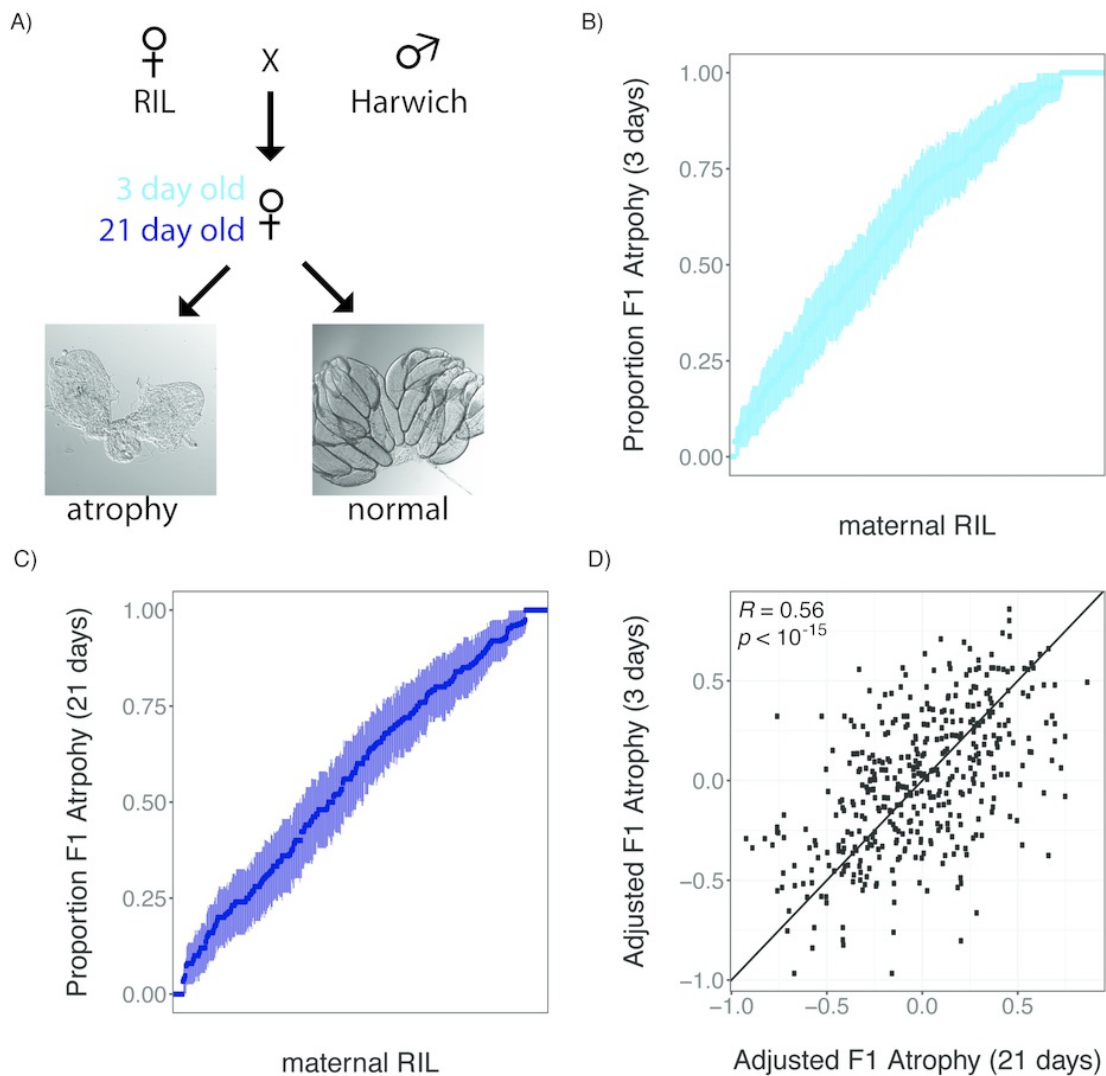 A)
♀ X ♂
RIL Harwich
3 day old
21 day old ♀
atrophy normal
B)
Proportion F1 Atrpohy (3 days)
1.00
0.75
0.50
0.25
0.00
maternal RIL
C)
Proportion F1 Atrpohy (21 days)
1.00
0.75
0.50
0.25
0.00
maternal RIL
D)
R = 0.56
p < 10^-15
Adjusted F1 Atrophy (3 days)
0.5
0.0
−0.5
−1.0
−1.0 −0.5 0.0 0.5
Adjusted F1 Atrophy (21 days)